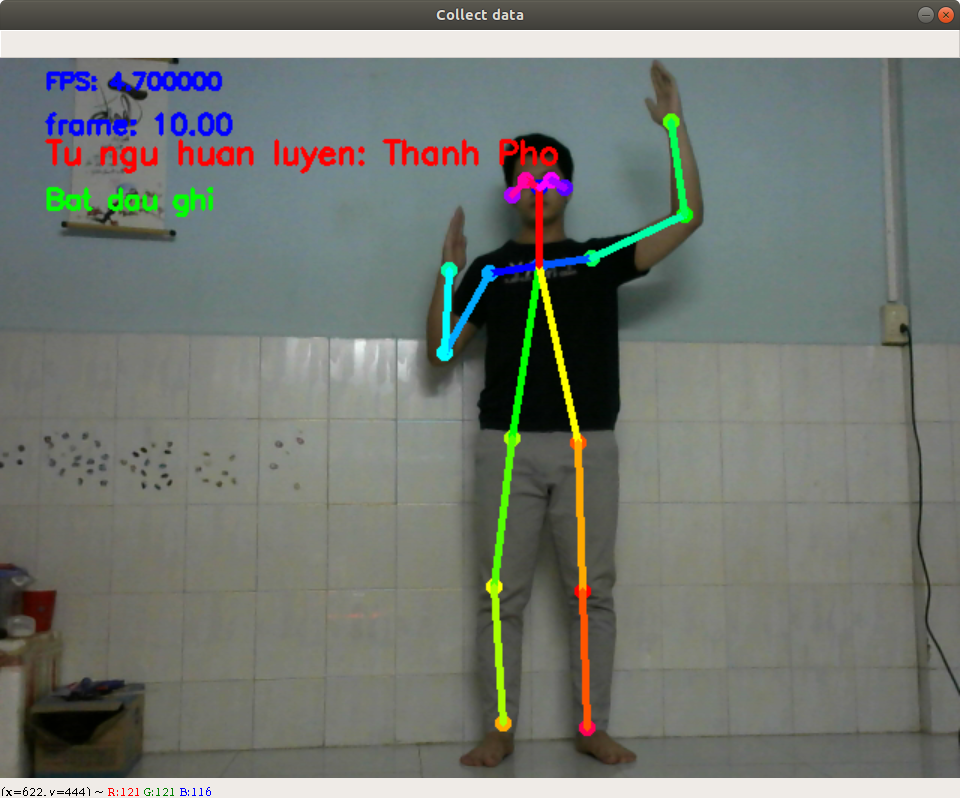 Collect data
FPS: 4.700000
frame: 10.00
Tu ngu huan luyen: Thanh Pho
Bat dau ghi
(x=622, y=444) ~ R:121 G:121 B:116